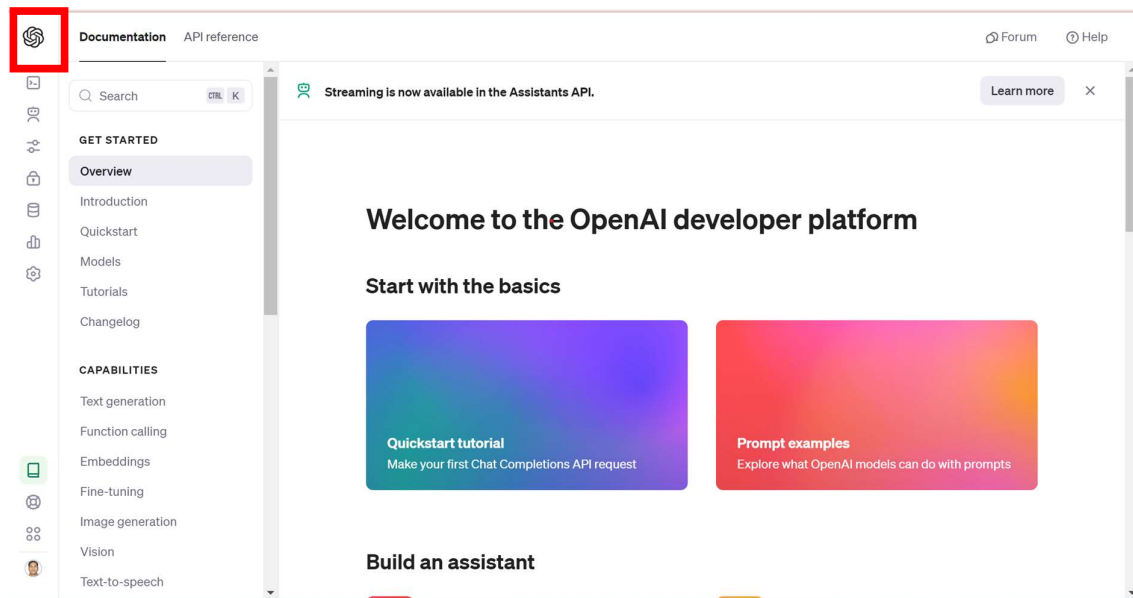 Documentation API reference
Forum Help
Search CTRL K
GET STARTED
Overview
Introduction
Quickstart
Models
Tutorials
Changelog
CAPABILITIES
Text generation
Function calling
Embeddings
Fine-tuning
Image generation
Vision
Text-to-speech
Streaming is now available in the Assistants API.
Learn more
Welcome to the OpenAI developer platform
Start with the basics
Quickstart tutorial
Make your first Chat Completions API request
Prompt examples
Explore what OpenAI models can do with prompts
Build an assistant